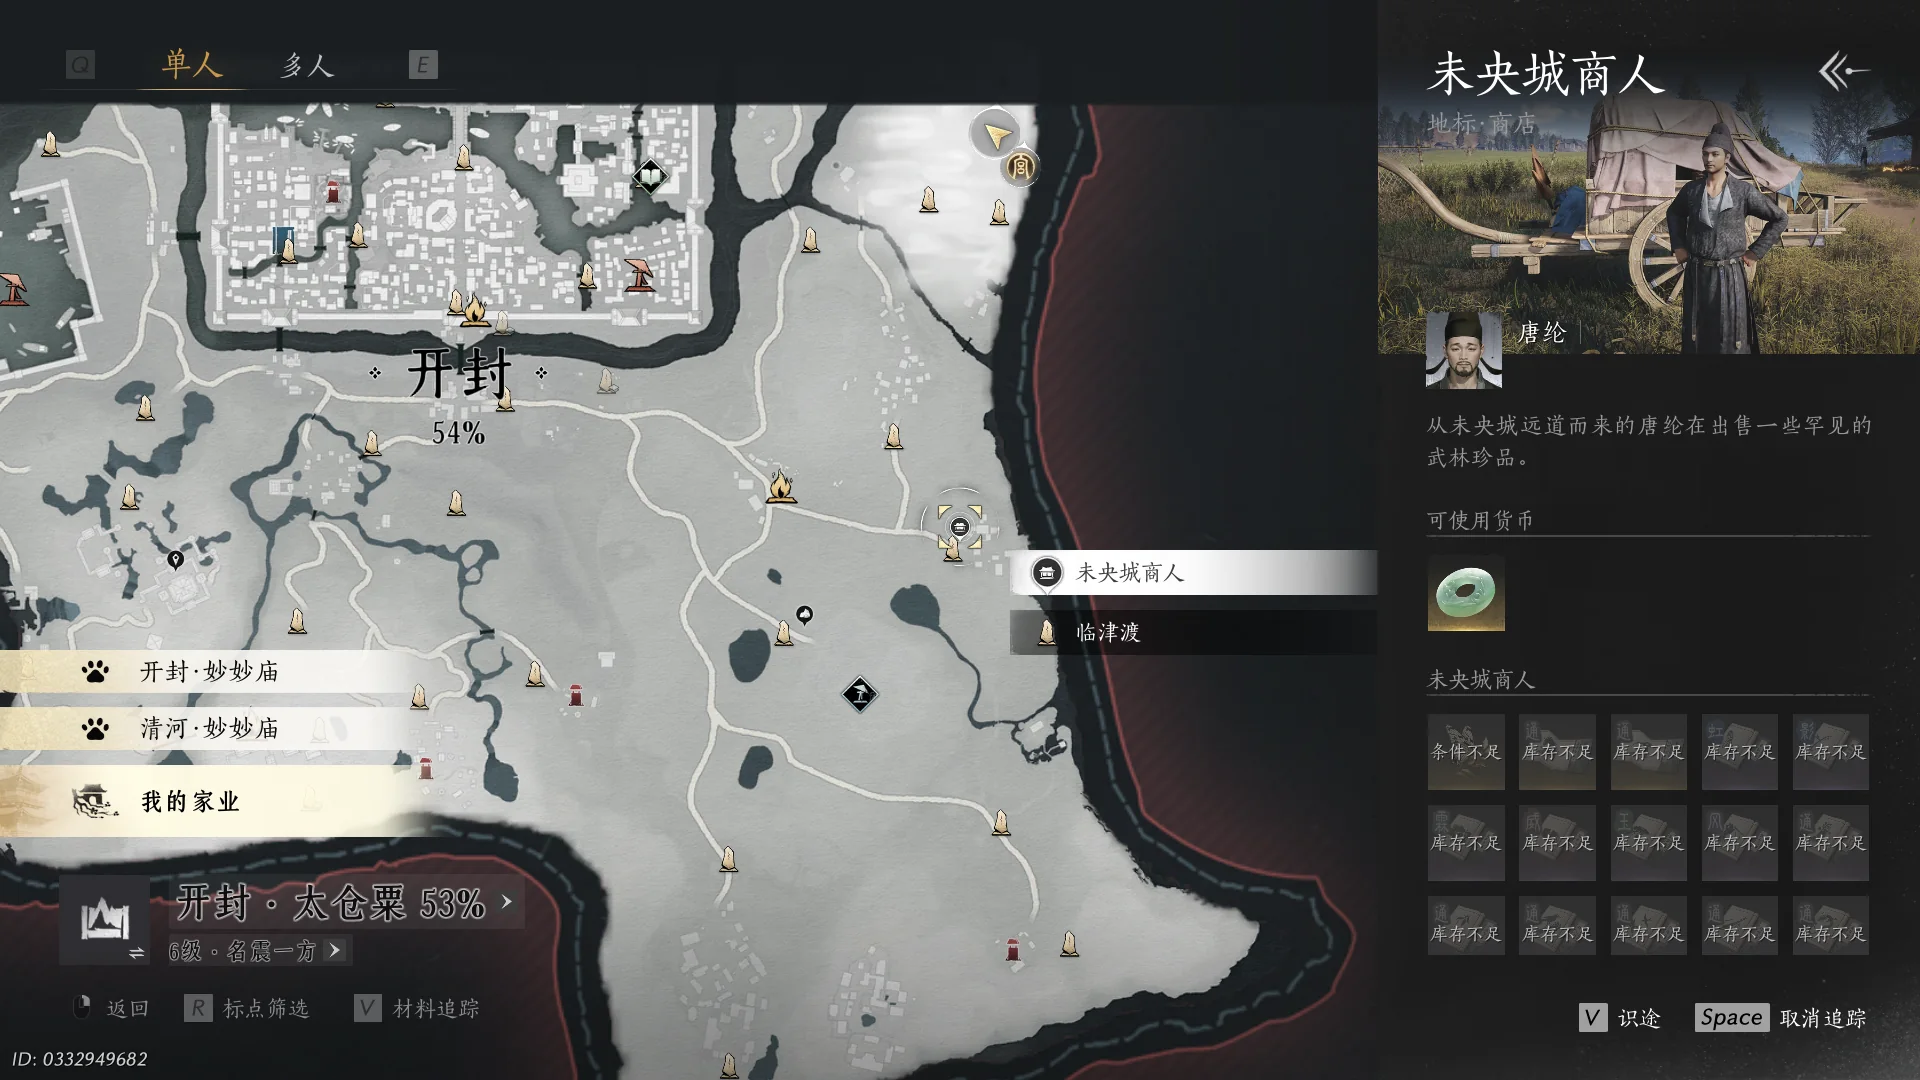 Q 单人 多人 E
未央城商人
地标·商店
宫
唐纶
开封
54%
从未央城远道而来的唐纶在出售一些罕见的
武林珍品。
可使用货币
未央城商人
临津渡
未央城商人
条件不足 库存不足 库存不足 库存不足 库存不足
库存不足 库存不足 库存不足 库存不足 库存不足
库存不足 库存不足 库存不足 库存不足 库存不足
开封·妙妙庙
清河·妙妙庙
我的家业
开封·太仓粟 53%
6级·名震一方
返回 R 标点筛选 V 材料追踪
V 识途 Space 取消追踪
ID: 0332949682